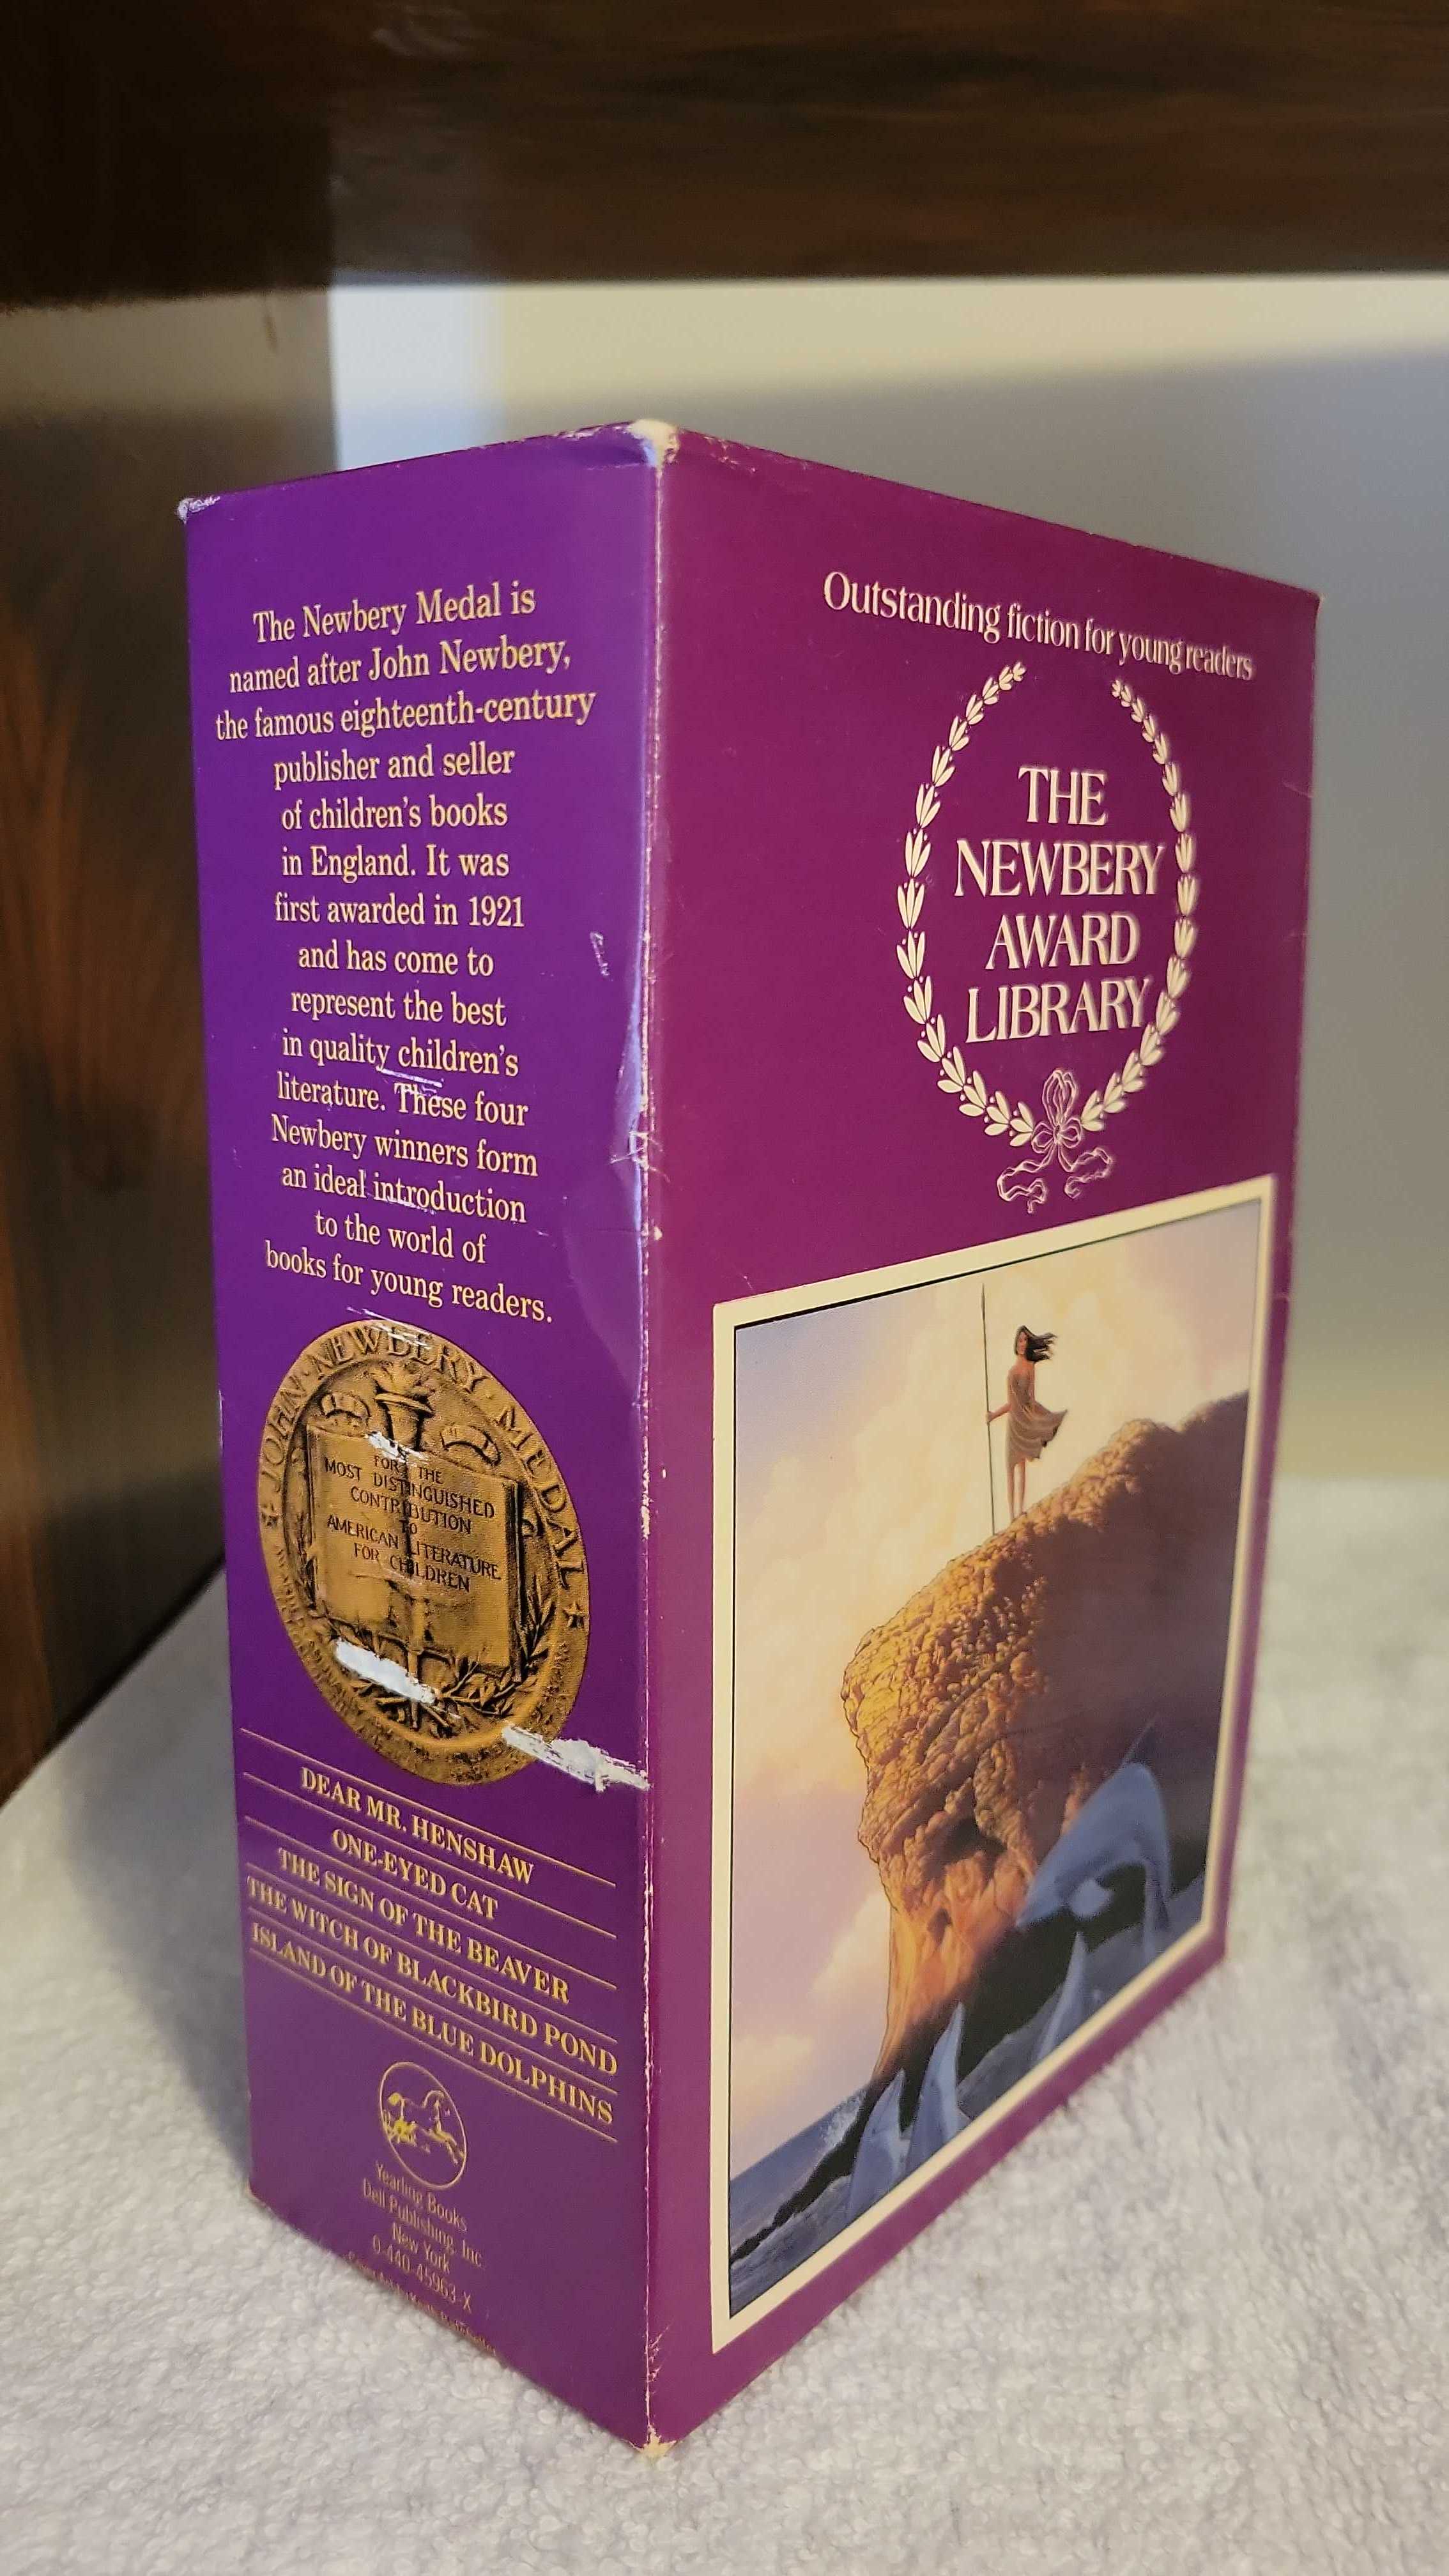 The Newbery Medal is
named after John Newbery,
the famous eighteenth-century
publisher and seller
of children's books
in England. It was
first awarded in 1921
and has come to
represent the best
in quality children's
literature. These four
Newbery winners form
an ideal introduction
to the world of
books for young readers.
JOHN · NEWBERY · MEDAL
FOR THE
MOST DISTINGUISHED
CONTRIBUTION
TO
AMERICAN LITERATURE
FOR CHILDREN
DEAR MR. HENSHAW
ONE-EYED CAT
THE SIGN OF THE BEAVER
THE WITCH OF BLACKBIRD POND
ISLAND OF THE BLUE DOLPHINS
Yearling Books
Dell Publishing, Inc.
New York
0-440-45963-X
Outstanding fiction for young readers
THE
NEWBERY
AWARD
LIBRARY